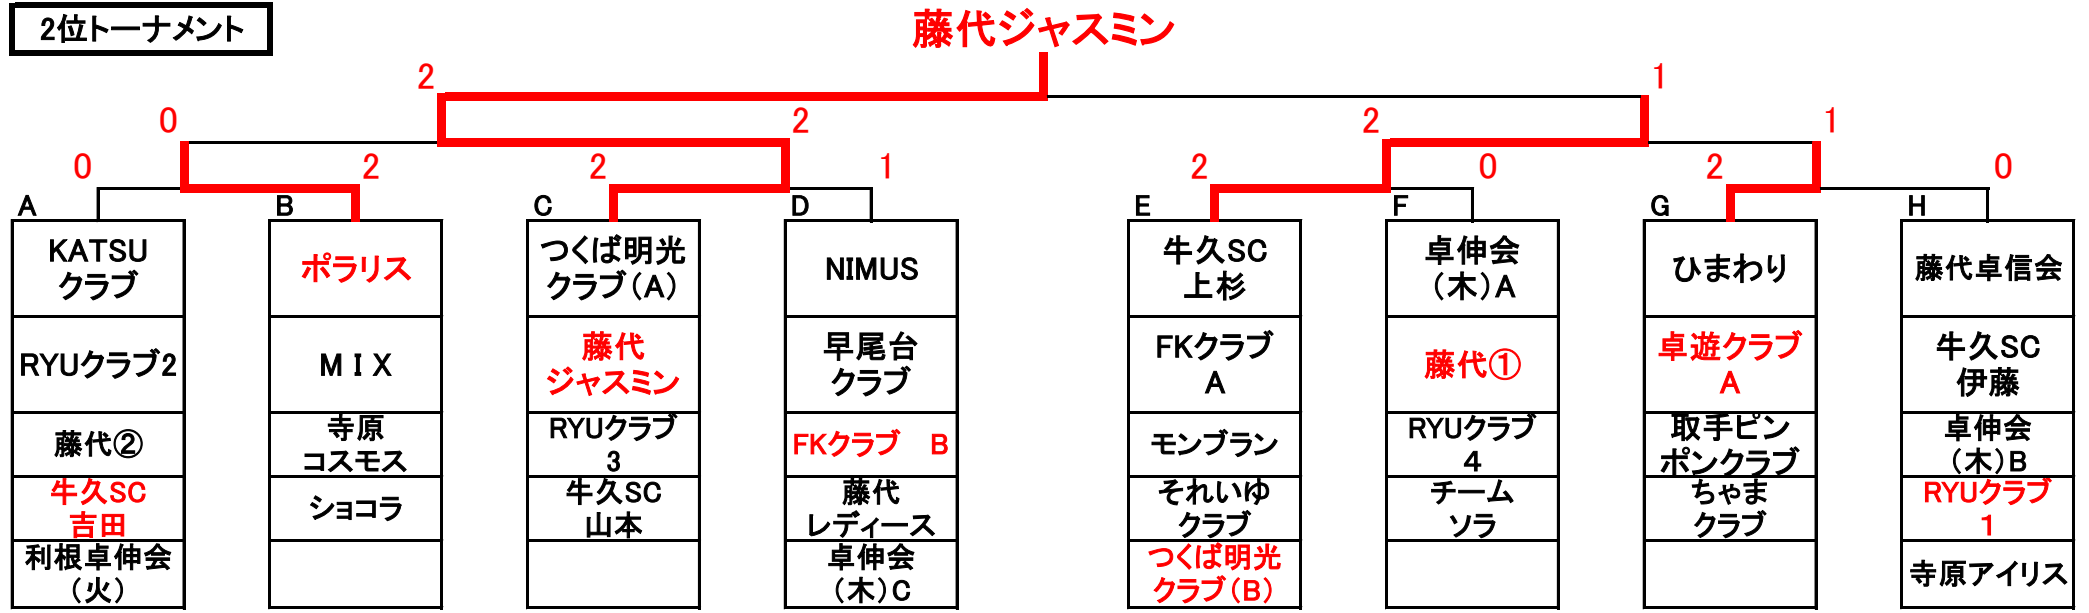 2位トーナメント
藤代ジャスミン
2 1
0 2 2 1
0 2 2 1 2 0 2 0
A B C D E F G H
KATSU
クラブ
RYUクラブ2
藤代②
牛久SC
吉田
利根卓伸会
（火）
ポラリス
ＭＩＸ
寺原
コスモス
ショコラ
つくば明光
クラブ（A）
藤代
ジャスミン
RYUクラブ
3
牛久SC
山本
NIMUS
早尾台
クラブ
FKクラブ　B
藤代
レディース
卓伸会
（木）C
牛久SC
上杉
FKクラブ
A
モンブラン
それいゆ
クラブ
つくば明光
クラブ（B）
卓伸会
（木）A
藤代①
RYUクラブ
４
チーム
ソラ
ひまわり
卓遊クラブ
A
取手ピン
ポンクラブ
ちゃま
クラブ
藤代卓信会
牛久SC
伊藤
卓伸会
（木）B
RYUクラブ
１
寺原アイリス